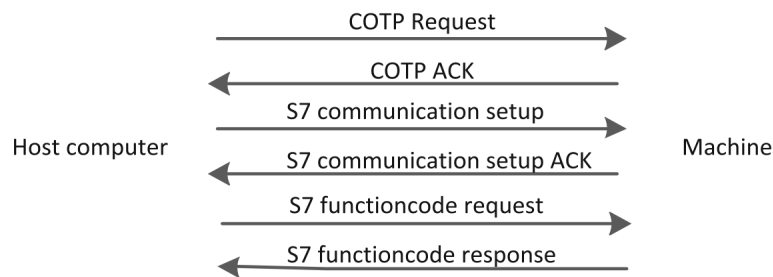 COTP Request
COTP ACK
S7 communication setup
Host computer
Machine
S7 communication setup ACK
S7 functioncode request
S7 functioncode response